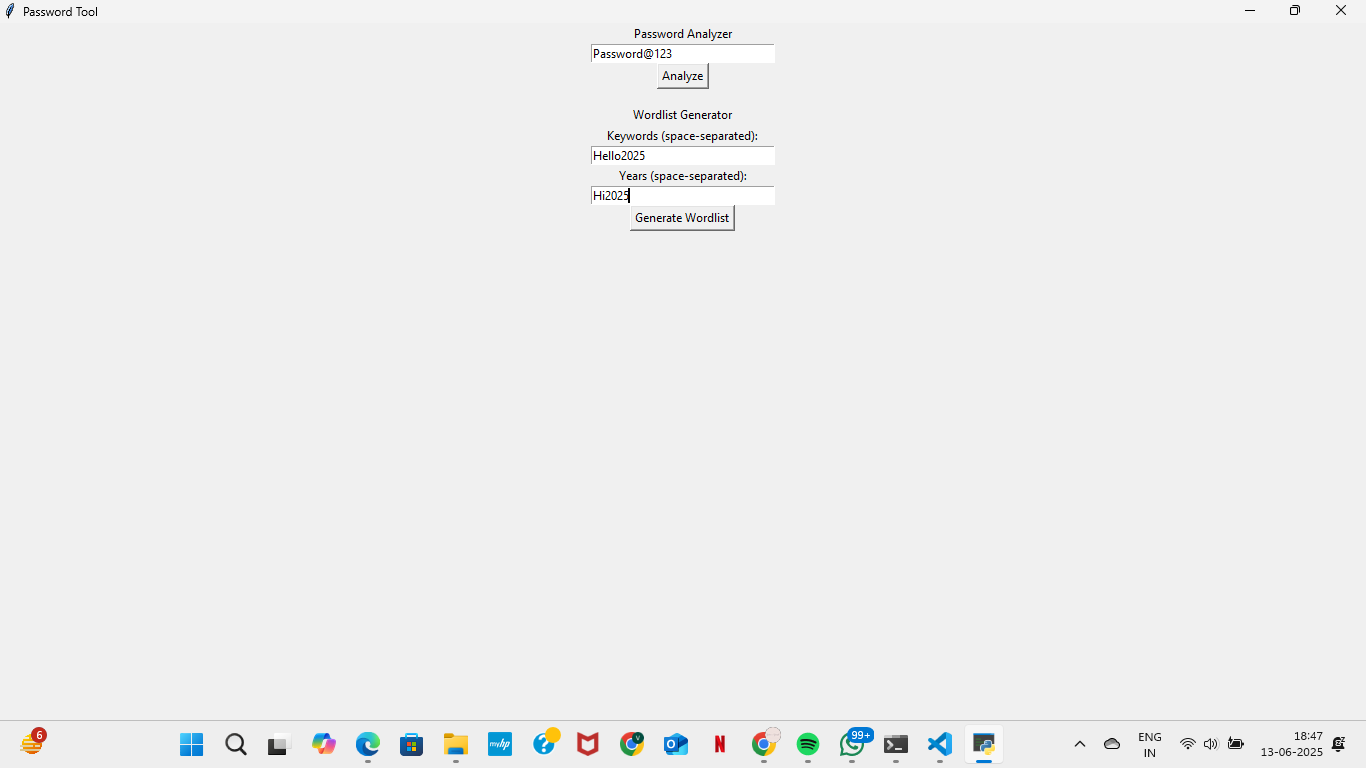 Password Tool
Password Analyzer
Password@123
Analyze
Wordlist Generator
Keywords (space-separated):
Hello2025
Years (space-separated):
Hi2025
Generate Wordlist
6
myhp
?
V
N
99+
ENG
IN
18:47
13-06-2025